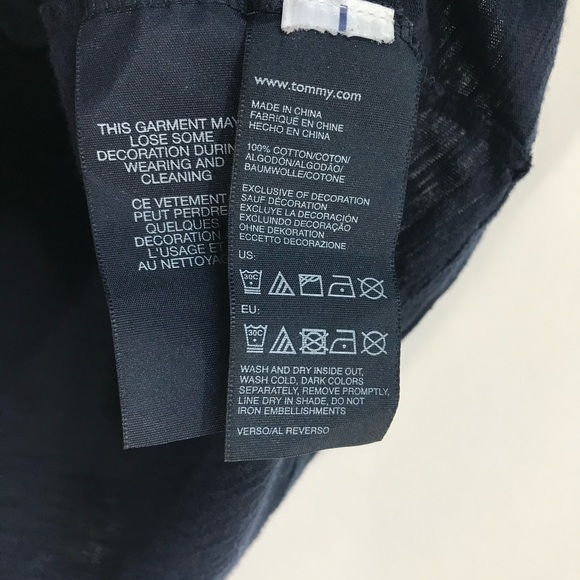 THIS GARMENT MAY
LOSE SOME
DECORATION DURIN
WEARING AND
CLEANING
CE VETEMENT
PEUT PERDRE
QUELQUES
DECORATION
L'USAGE ET
AU NETTOYAG
www.tommy.com
MADE IN CHINA
FABRIQUÉ EN CHINE
HECHO EN CHINA
100% COTTON/COTON/
ALGODÓN/ALGODÃO/
BAUMWOLLE/COTONE
EXCLUSIVE OF DECORATION
SAUF DÉCORATION
EXCLUYE LA DECORACIÓN
EXCLUINDO DECORAÇÃO
OHNE DEKORATION
ECCETTO DECORAZIONE
US:
30C
EU:
30C
WASH AND DRY INSIDE OUT,
WASH COLD, DARK COLORS
SEPARATELY, REMOVE PROMPTLY,
LINE DRY IN SHADE, DO NOT
IRON EMBELLISHMENTS
VERSO/AL REVERSO